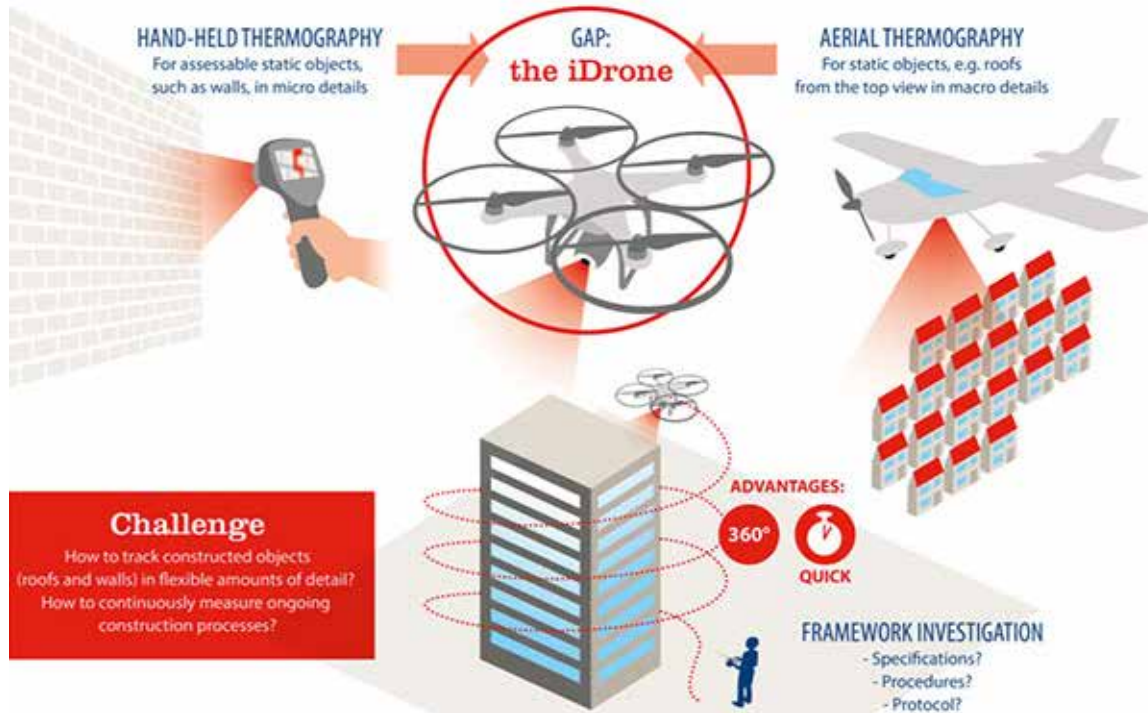 HAND-HELD THERMOGRAPHY
For assessable static objects,
such as walls, in micro details
GAP:
the iDrone
AERIAL THERMOGRAPHY
For static objects, e.g. roofs
from the top view in macro details
Challenge
How to track constructed objects
(roofs and walls) in flexible amounts of detail?
How to continuously measure ongoing
construction processes?
ADVANTAGES:
360°
QUICK
FRAMEWORK INVESTIGATION
- Specifications?
- Procedures?
- Protocol?